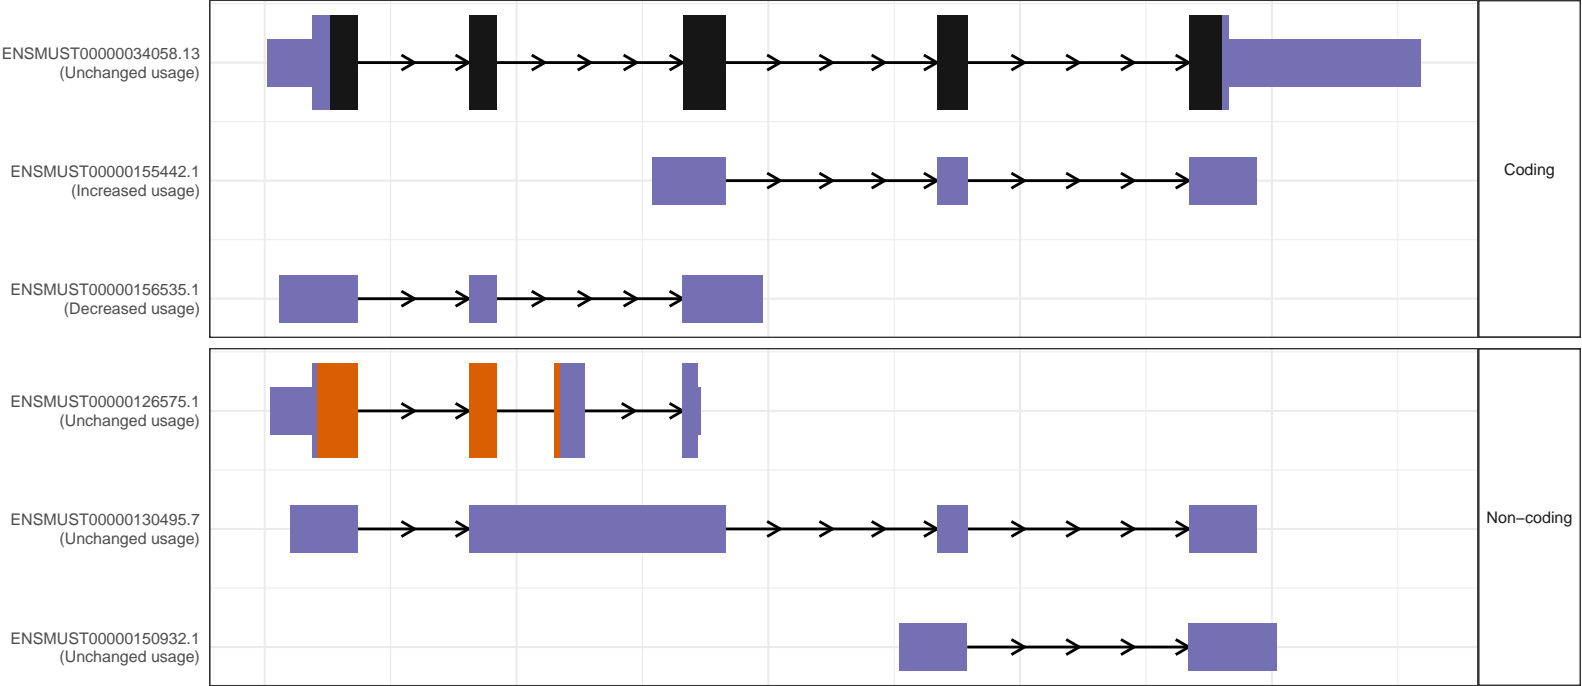 ENSMUST00000034058.13
(Unchanged usage)
ENSMUST00000155442.1
(Increased usage)
ENSMUST00000156535.1
(Decreased usage)
Coding
ENSMUST00000126575.1
(Unchanged usage)
ENSMUST00000130495.7
(Unchanged usage)
ENSMUST00000150932.1
(Unchanged usage)
Non−coding